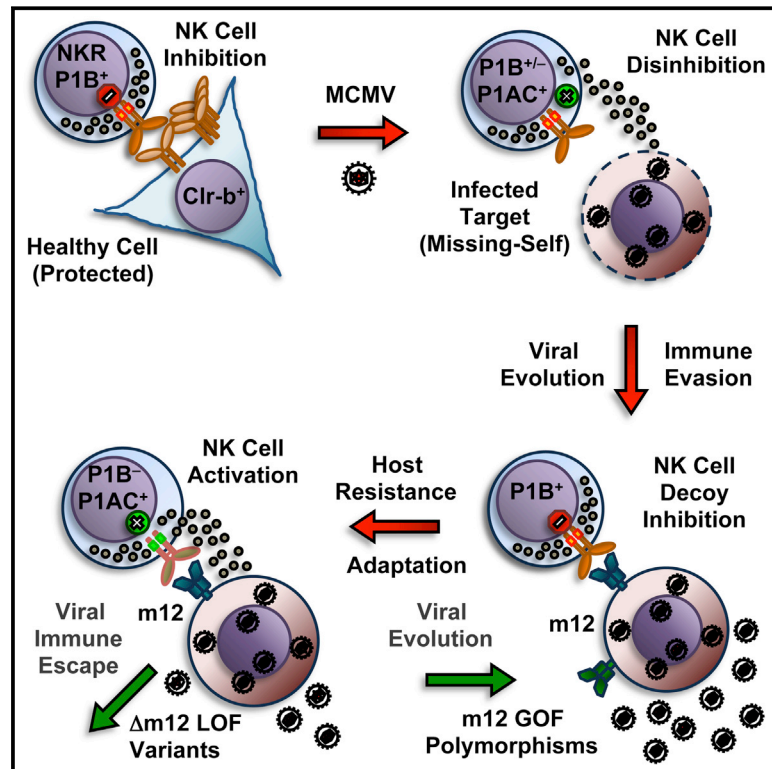 NKR
P1B⁺
NK Cell
Inhibition
Clr-b⁺
Healthy Cell
(Protected)
MCMV
P1B⁺/⁻
P1AC⁺
NK Cell
Disinhibition
Infected
Target
(Missing-Self)
Viral
Evolution
Immune
Evasion
P1B⁺
NK Cell
Decoy
Inhibition
m12
Host
Resistance
Adaptation
P1B⁻
P1AC⁺
NK Cell
Activation
m12
Viral
Immune
Escape
Δm12 LOF
Variants
Viral
Evolution
m12 GOF
Polymorphisms